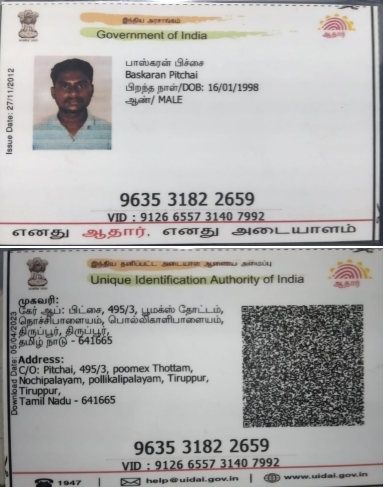 இந்திய அரசாங்கம்
Government of India
ஆதார்
Issue Date: 27/11/2012
பாஸ்கரன் பிச்சை
Baskaran Pitchai
பிறந்த நாள்/DOB: 16/01/1998
ஆண்/ MALE
9635 3182 2659
VID : 9126 6557 3140 7992
எனது ஆதார், எனது அடையாளம்
இந்திய தனிப்பட்ட அடையாள ஆணைய அமைப்பு
Unique Identification Authority of India
ஆதார்
Download Date: 05/04/2023
முகவரி:
கேர் ஆப்: பிட்சை, 495/3, பூமக்ஸ் தோட்டம்,
நொச்சிபாளையம், பொல்லிகாளிபாளையம்,
திருப்பூர், திருப்பூர்,
தமிழ் நாடு - 641665
Address:
C/O: Pitchai, 495/3, poomex Thottam,
Nochipalayam, pollikalipalayam, Tiruppur,
Tiruppur,
Tamil Nadu - 641665
9635 3182 2659
VID : 9126 6557 3140 7992
1947 | help@uidai.gov.in | www.uidai.gov.in